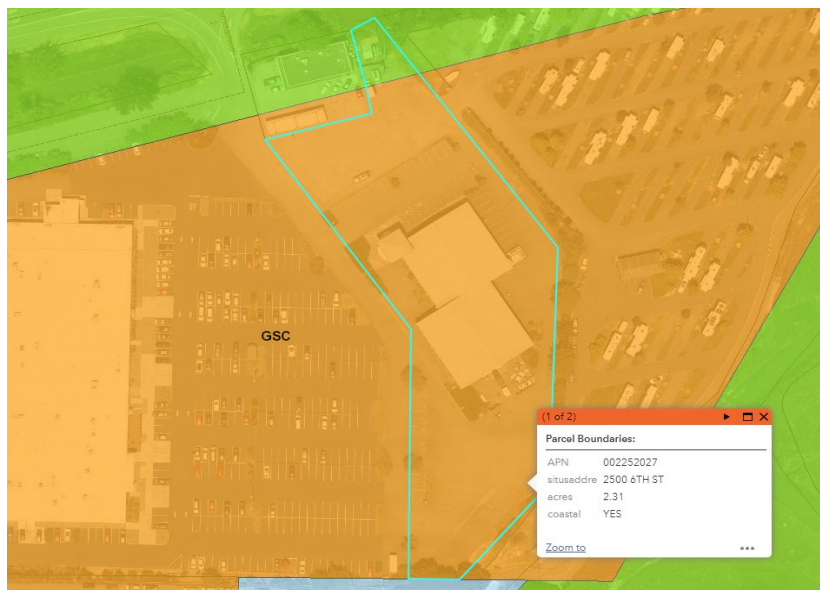 GSC
(1 of 2)
Parcel Boundaries:
APN 002252027
situsaddre 2500 6TH ST
acres 2.31
coastal YES
Zoom to